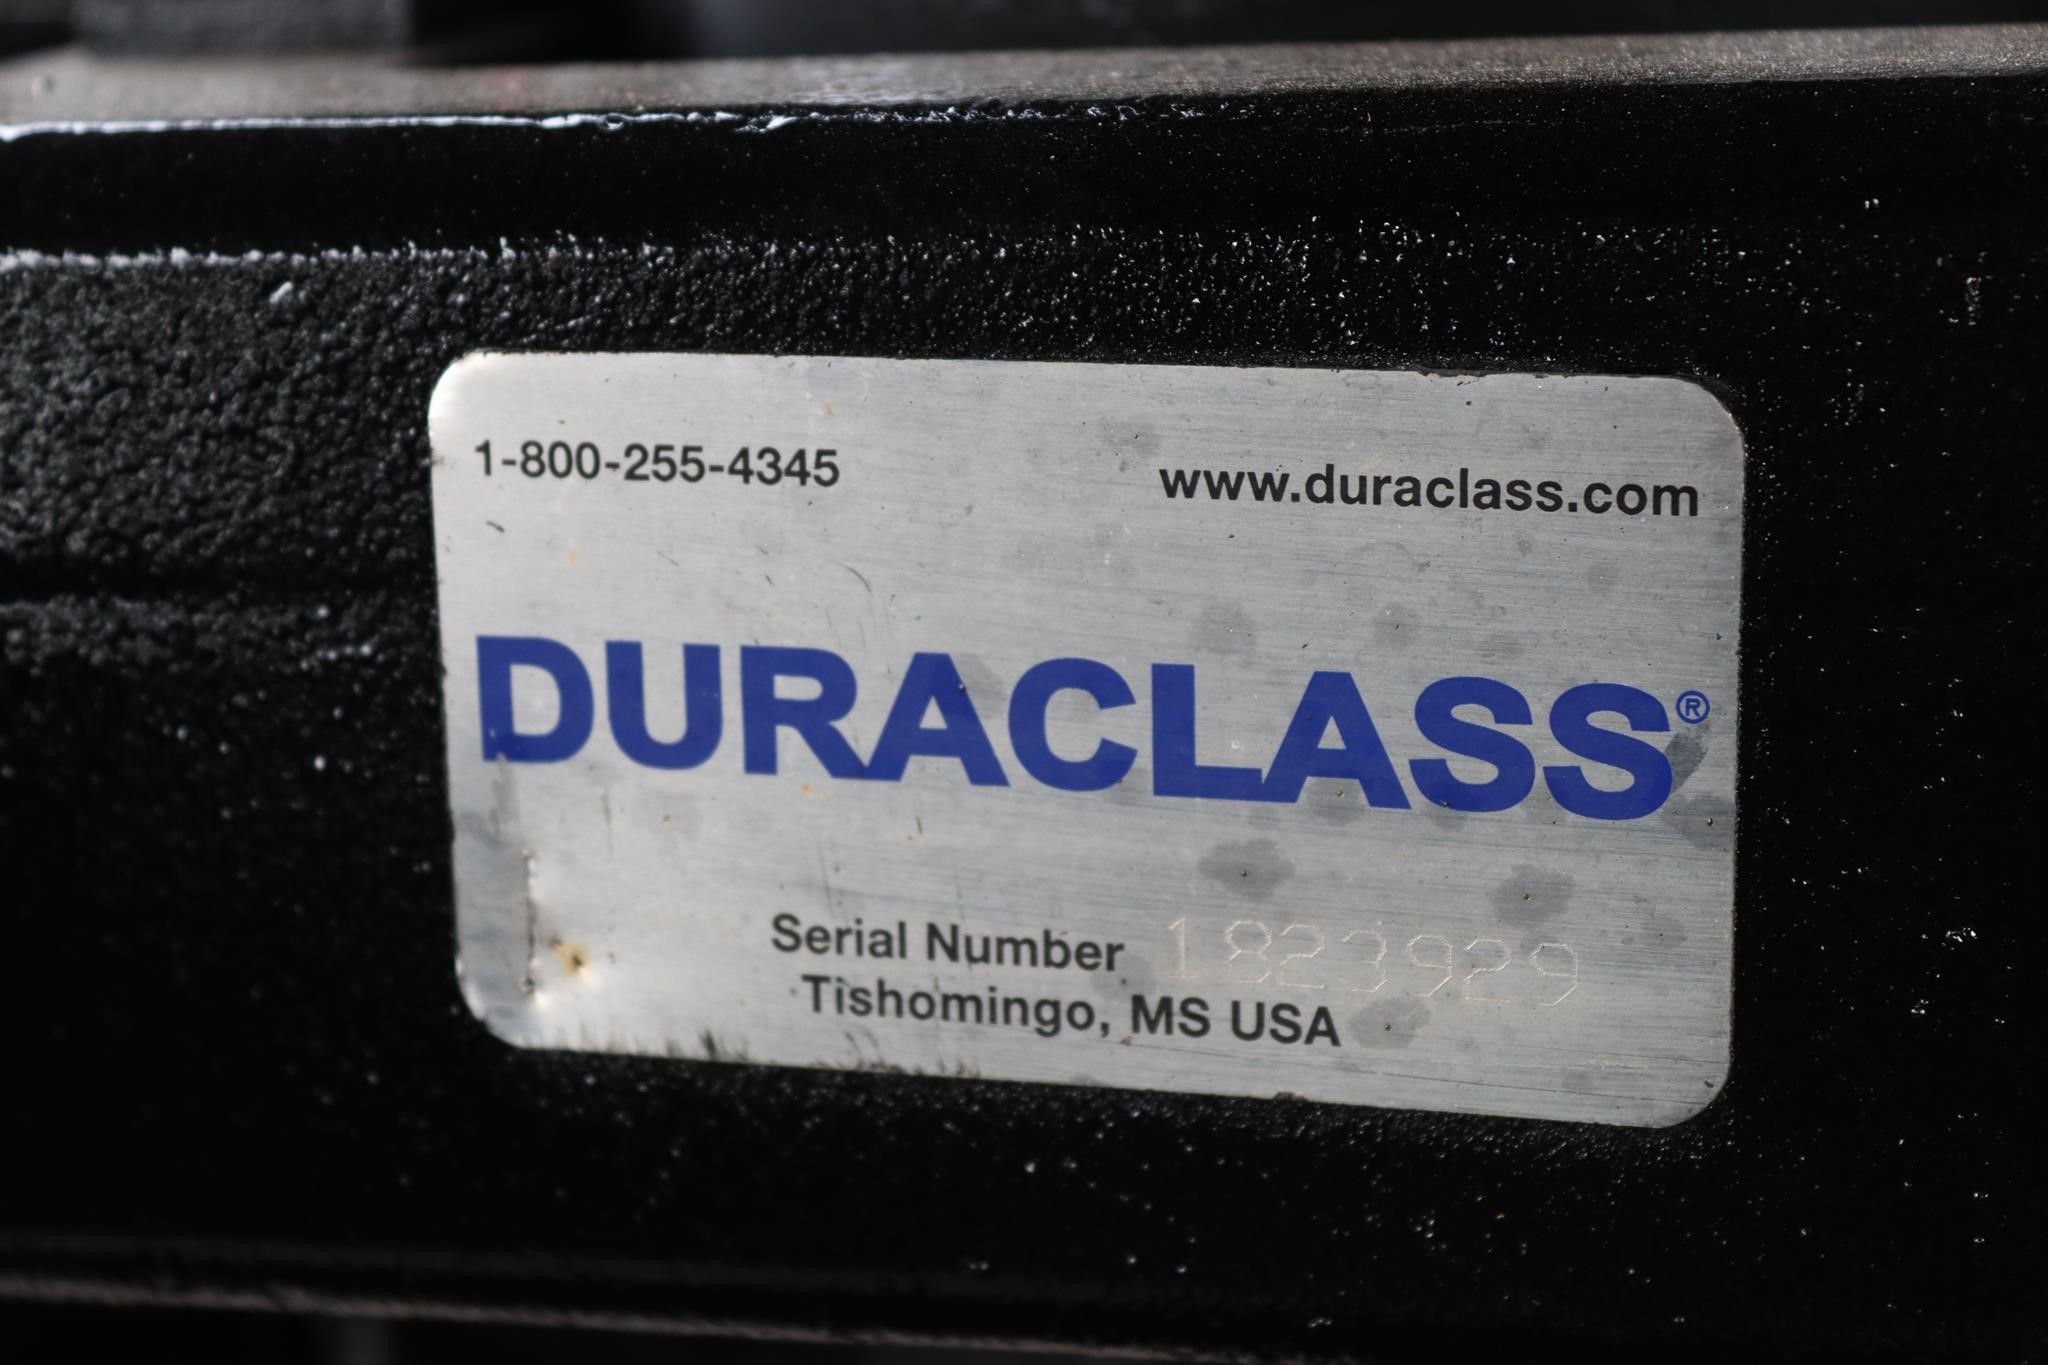 1-800-255-4345 www.duraclass.com
DURACLASS®
Serial Number 1823929
Tishomingo, MS USA